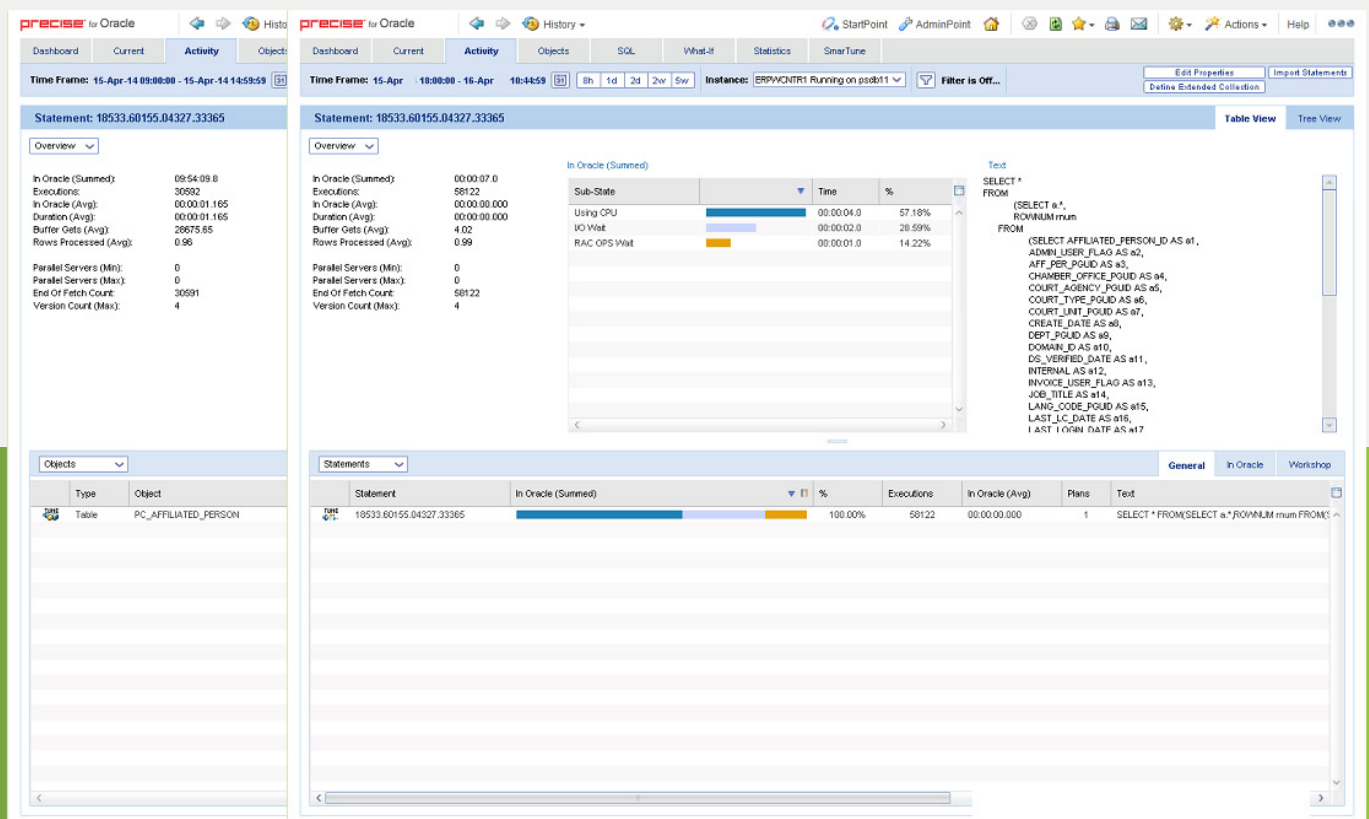 precise for Oracle
Histo
Dashboard Current Activity Objects
Time Frame: 15-Apr-14 09:00:00 - 15-Apr-14 14:59:59
Statement: 18533.60155.04327.33365
Overview
In Oracle (Summed): 09:54:09.8
Executions: 30592
In Oracle (Avg): 00:00:01.165
Duration (Avg): 00:00:01.165
Buffer Gets (Avg): 28675.65
Rows Processed (Avg): 0.96
Parallel Servers (Min): 0
Parallel Servers (Max): 0
End Of Fetch Count: 30591
Version Count (Max): 4
Objects
Type Object
TUNE Table PC_AFFILIATED_PERSON
precise for Oracle
History StartPoint AdminPoint Actions Help
Dashboard Current Activity Objects SQL What-If Statistics SmarTune
Time Frame: 15-Apr 18:00:00 - 16-Apr 10:44:59 8h 1d 2d 2w 5w Instance: ERPWCNTR1 Running on psdb11 Filter is Off...
Edit Properties Import Statements
Define Extended Collection
Statement: 18533.60155.04327.33365
Table View Tree View
Overview
In Oracle (Summed): 00:00:07.0
Executions: 58122
In Oracle (Avg): 00:00:00.000
Duration (Avg): 00:00:00.000
Buffer Gets (Avg): 4.02
Rows Processed (Avg): 0.99
Parallel Servers (Min): 0
Parallel Servers (Max): 0
End Of Fetch Count: 58122
Version Count (Max): 4
In Oracle (Summed)
Sub-State Time %
Using CPU 00:00:04.0 57.18%
I/O Wait 00:00:02.0 28.59%
RAC OPS Wait 00:00:01.0 14.22%
Text
SELECT *
FROM
(SELECT a.*,
ROWNUM rnum
FROM
(SELECT AFFILIATED_PERSON_ID AS a1,
ADMIN_USER_FLAG AS a2,
AFF_PER_PGUID AS a3,
CHAMBER_OFFICE_PGUID AS a4,
COURT_AGENCY_PGUID AS a5,
COURT_TYPE_PGUID AS a6,
COURT_UNIT_PGUID AS a7,
CREATE_DATE AS a8,
DEPT_PGUID AS a9,
DOMAIN_ID AS a10,
DS_VERIFIED_DATE AS a11,
INTERNAL AS a12,
INVOICE_USER_FLAG AS a13,
JOB_TITLE AS a14,
LANG_CODE_PGUID AS a15,
LAST_LC_DATE AS a16,
LAST_LOGIN_DATE AS a17
Statements
General In Oracle Workshop
Statement In Oracle (Summed) % Executions In Oracle (Avg) Plans Text
TUNE 18533.60155.04327.33365 100.00% 58122 00:00:00.000 1 SELECT * FROM(SELECT a.*,ROWNUM rnum FROM(S